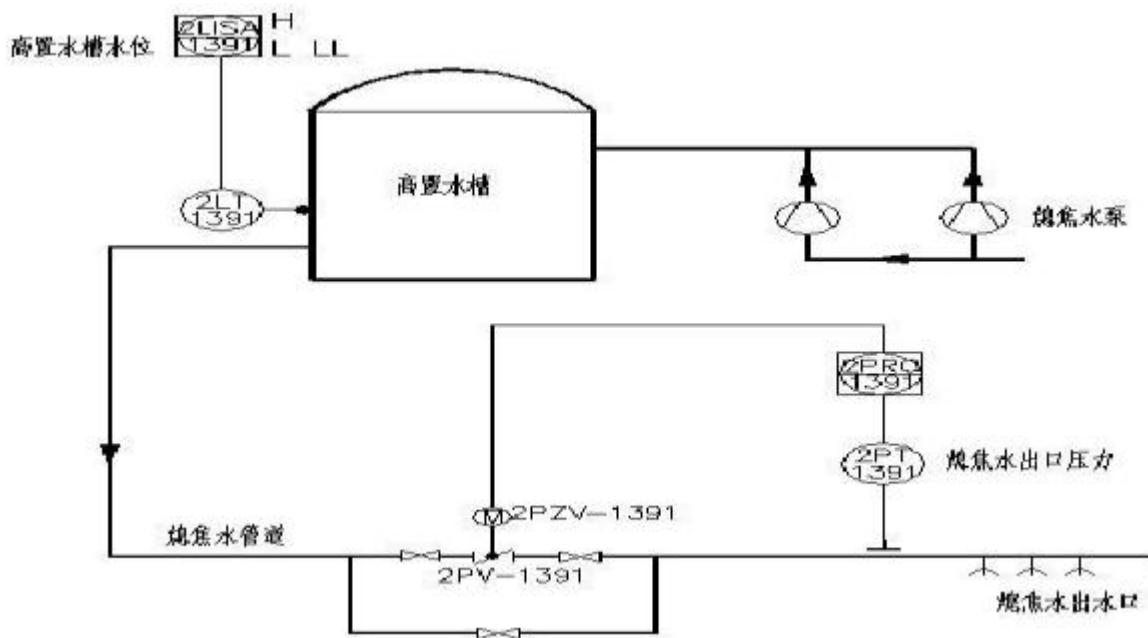 高置水槽水位
2LISA
1391
H
L LL
2LT
1391
高置水槽
熄焦水泵
2PRC
1391
2PT
1391
熄焦水出口压力
熄焦水管道
M
2PZV-1391
2PV-1391
熄焦水出水口